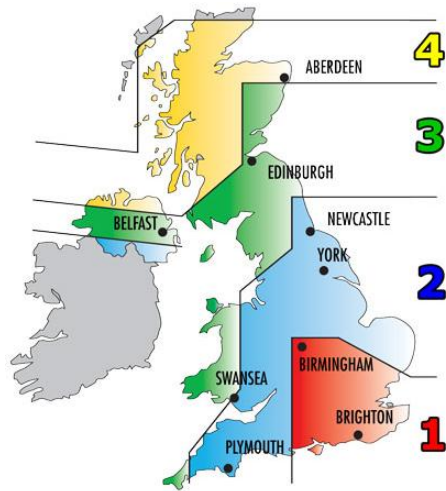 4
ABERDEEN
3
EDINBURGH
BELFAST
NEWCASTLE
YORK
2
BIRMINGHAM
SWANSEA
BRIGHTON
1
PLYMOUTH